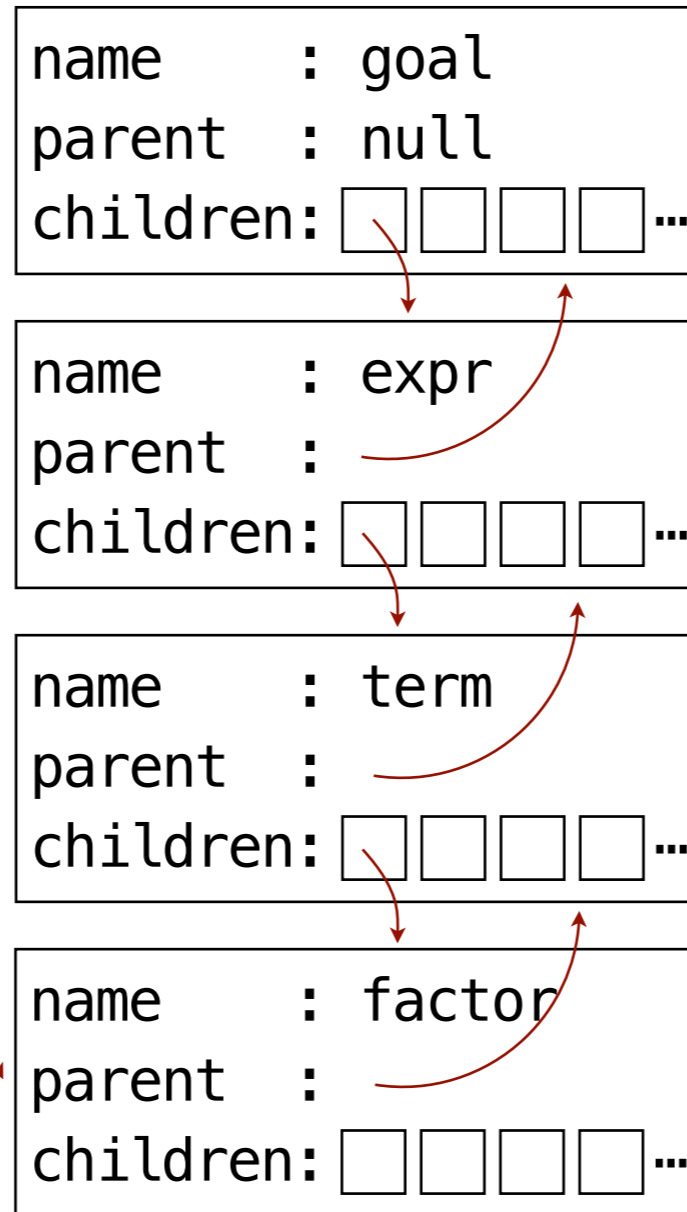 name : goal
parent : null
children: …
name : expr
parent :
children: …
name : term
parent :
children: …
name : factor
parent :
children: …